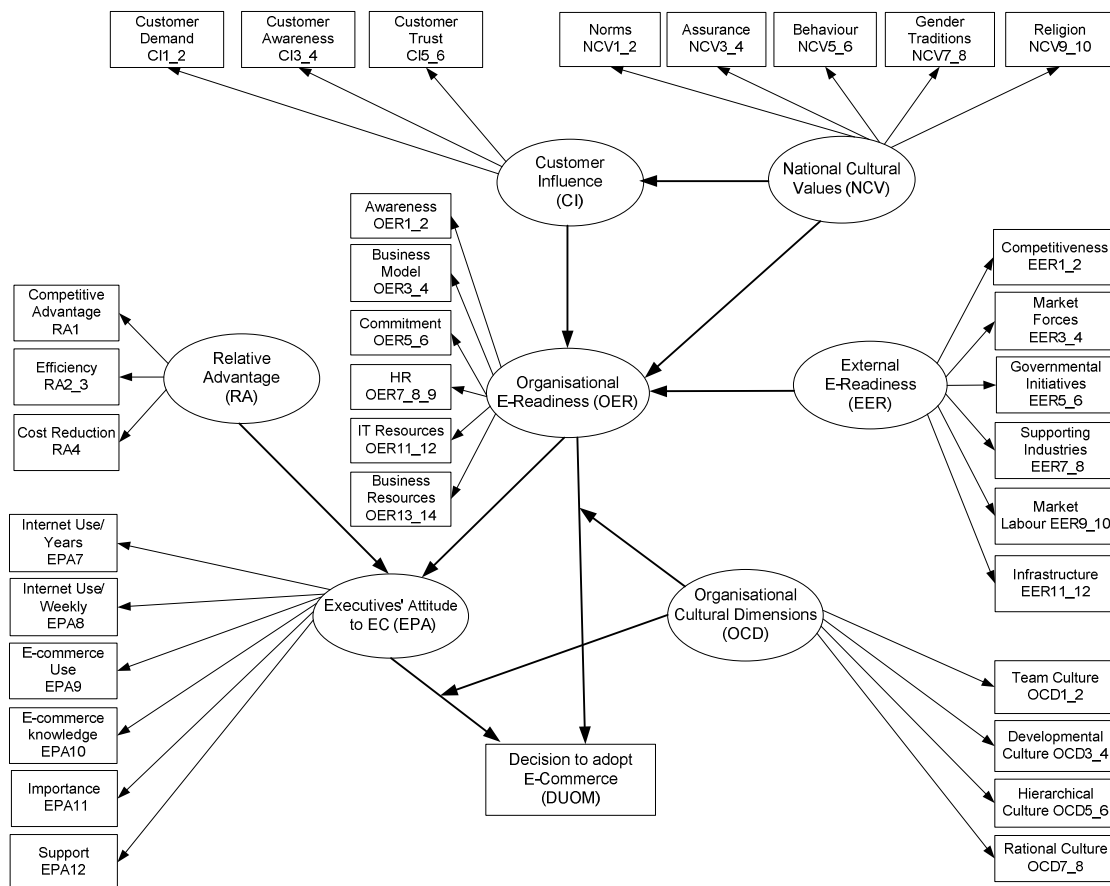 Customer
Demand
CI1_2
Customer
Awareness
CI3_4
Customer
Trust
CI5_6
Norms
NCV1_2
Assurance
NCV3_4
Behaviour
NCV5_6
Gender
Traditions
NCV7_8
Religion
NCV9_10
Customer
Influence
(CI)
National Cultural
Values (NCV)
Awareness
OER1_2
Business
Model
OER3_4
Commitment
OER5_6
HR
OER7_8_9
IT Resources
OER11_12
Business
Resources
OER13_14
Competitive
Advantage
RA1
Efficiency
RA2_3
Cost Reduction
RA4
Relative
Advantage
(RA)
Organisational
E-Readiness (OER)
External
E-Readiness
(EER)
Competitiveness
EER1_2
Market
Forces
EER3_4
Governmental
Initiatives
EER5_6
Supporting
Industries
EER7_8
Market
Labour EER9_10
Infrastructure
EER11_12
Internet Use/
Years
EPA7
Internet Use/
Weekly
EPA8
E-commerce
Use
EPA9
E-commerce
knowledge
EPA10
Importance
EPA11
Support
EPA12
Executives' Attitude
to EC (EPA)
Organisational
Cultural Dimensions
(OCD)
Decision to adopt
E-Commerce
(DUOM)
Team Culture
OCD1_2
Developmental
Culture OCD3_4
Hierarchical
Culture OCD5_6
Rational Culture
OCD7_8